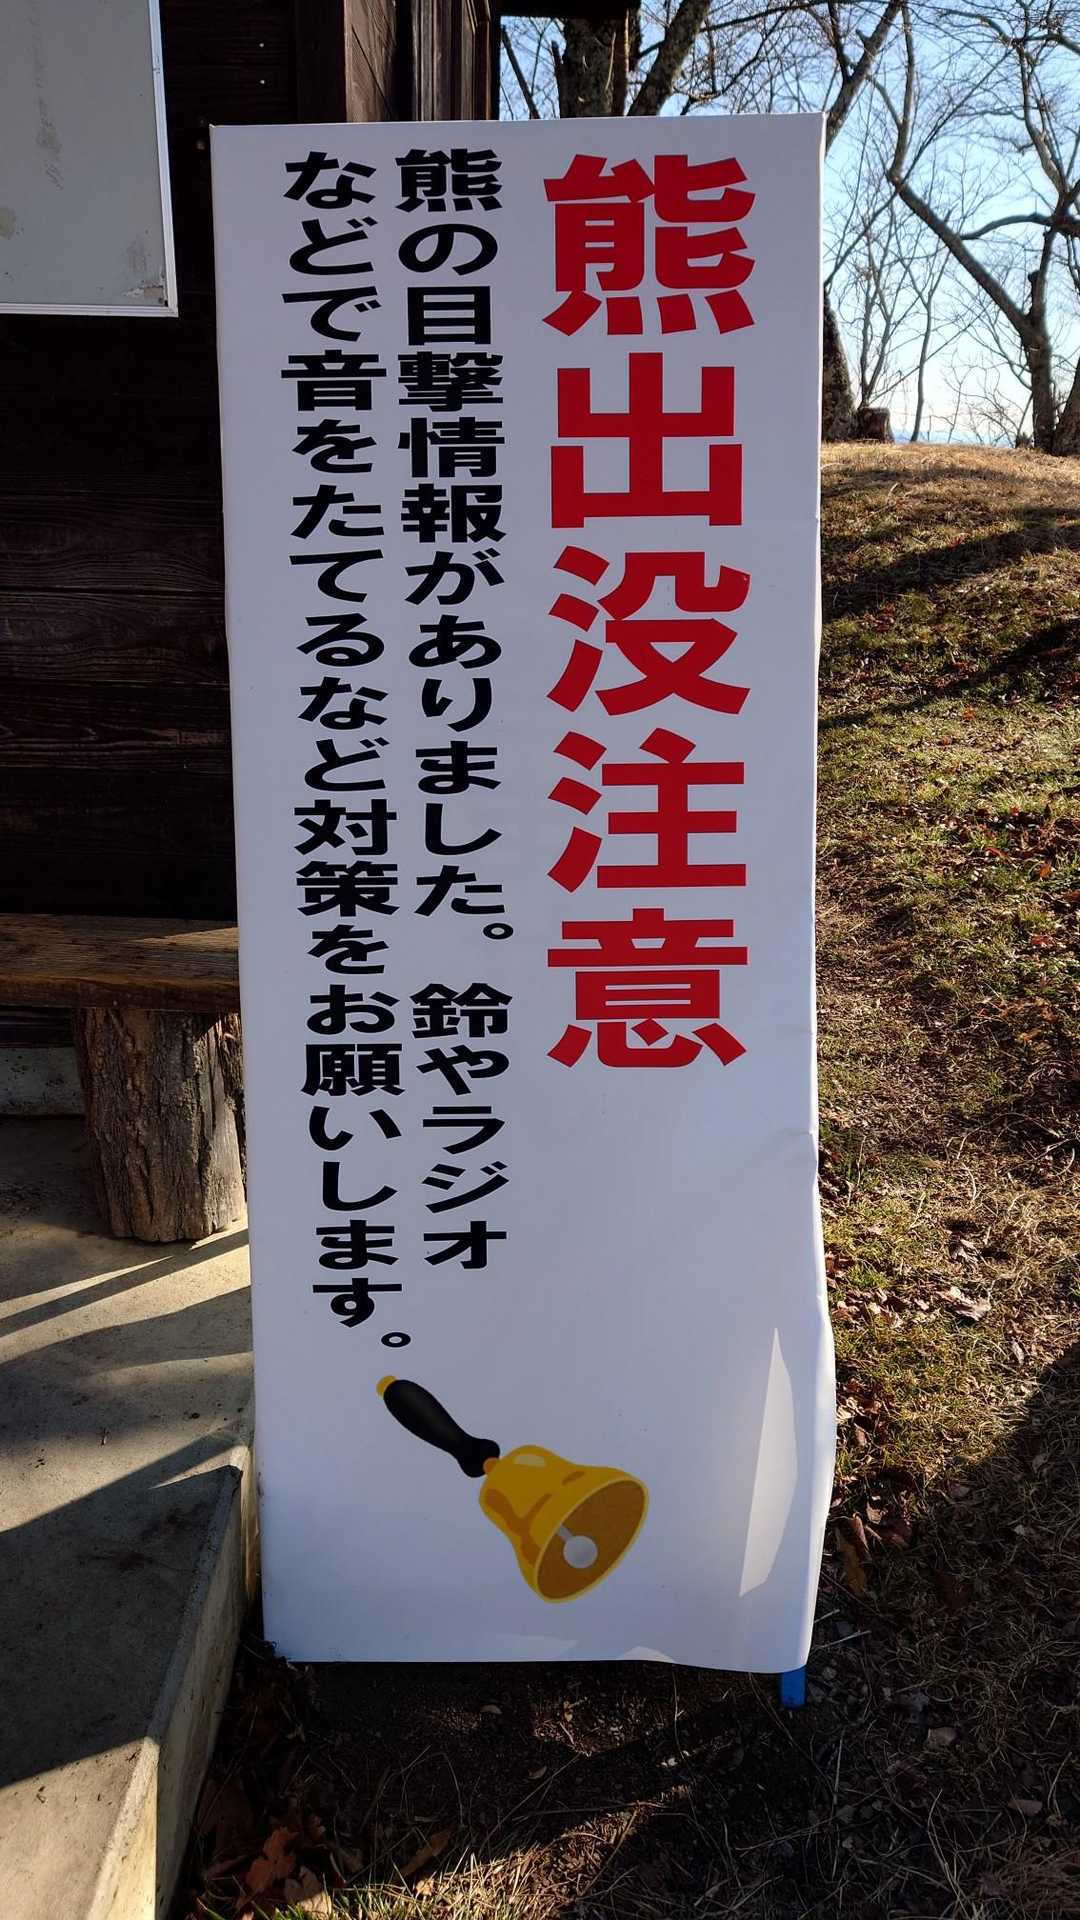 熊出没注意
熊の目撃情報がありました。鈴やラジオ
などで音をたてるなど対策をお願いします。